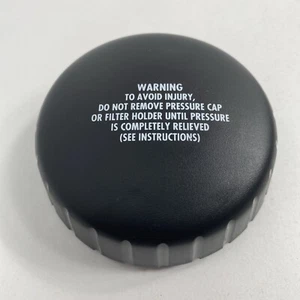 WARNING
TO AVOID INJURY,
DO NOT REMOVE PRESSURE CAP
OR FILTER HOLDER UNTIL PRESSURE
IS COMPLETELY RELIEVED
(SEE INSTRUCTIONS)